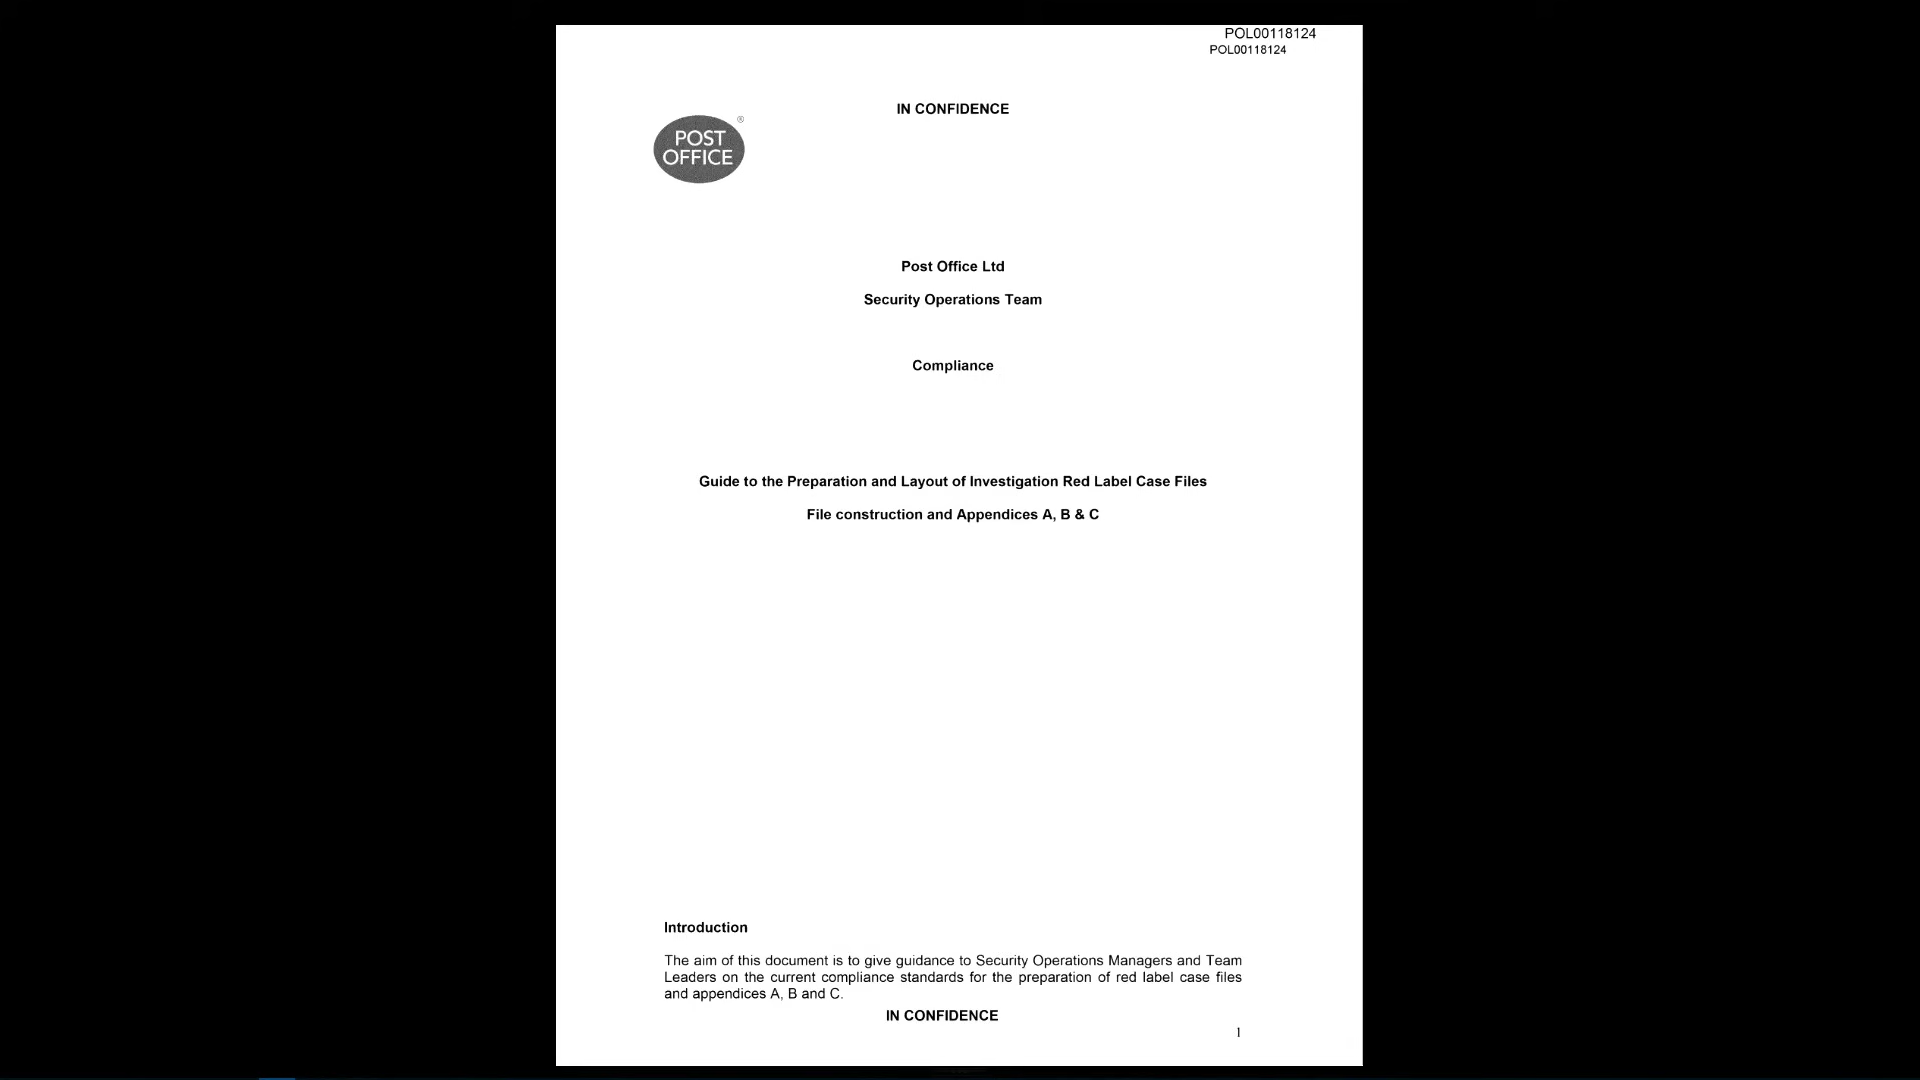 POL00118124
POL00118124
IN CONFIDENCE
POST
OFFICE
®
Post Office Ltd
Security Operations Team
Compliance
Guide to the Preparation and Layout of Investigation Red Label Case Files
File construction and Appendices A, B & C
Introduction
The aim of this document is to give guidance to Security Operations Managers and Team
Leaders on the current compliance standards for the preparation of red label case files
and appendices A, B and C.
IN CONFIDENCE
1